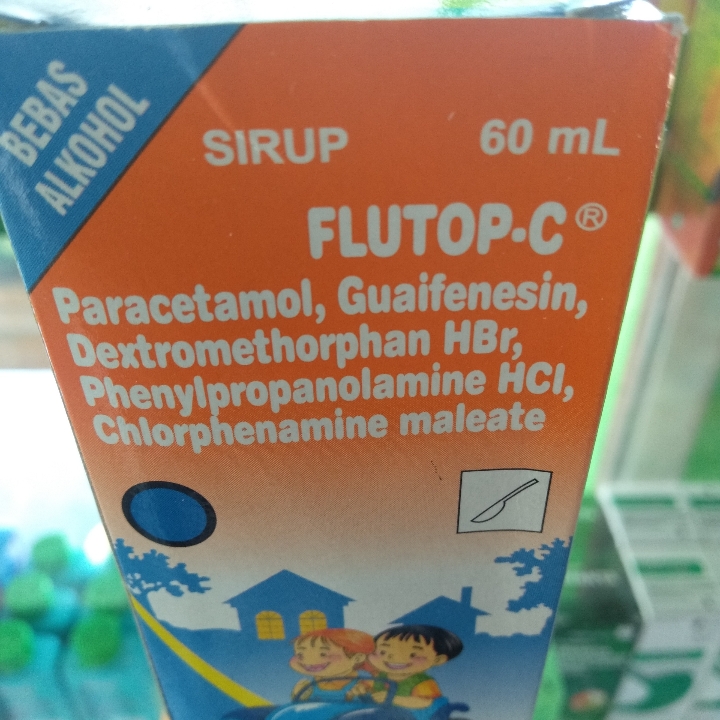 BEBAS
ALKOHOL
SIRUP
60 mL
FLUTOP-C®
Paracetamol, Guaifenesin,
Dextromethorphan HBr,
Phenylpropanolamine HCl,
Chlorphenamine maleate